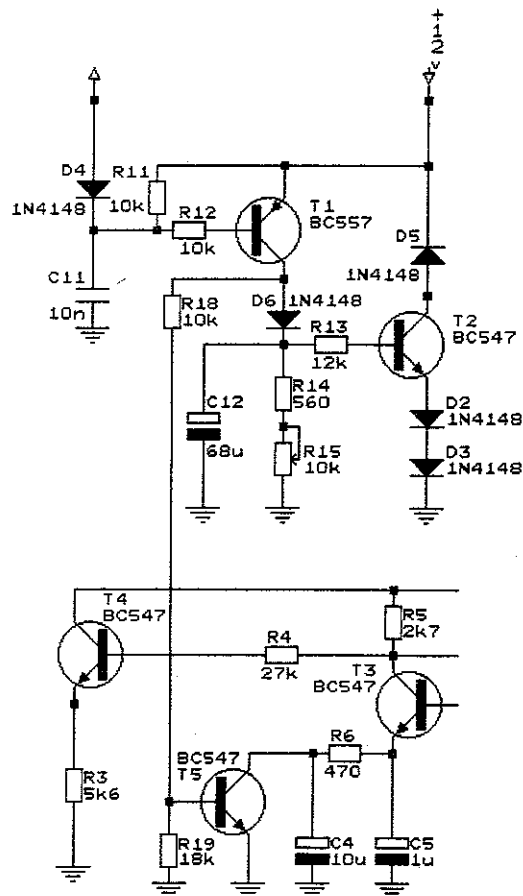 +12v
D4
1N4148
R11
10k
R12
10k
T1
BC557
D5
1N4148
C11
10n
R18
10k
D6
1N4148
R13
12k
T2
BC547
C12
68u
R14
560
R15
10k
D2
1N4148
D3
1N4148
T4
BC547
R4
27k
R5
2k7
T3
BC547
R3
5k6
BC547
T5
R6
470
R19
18k
C4
10u
C5
1u